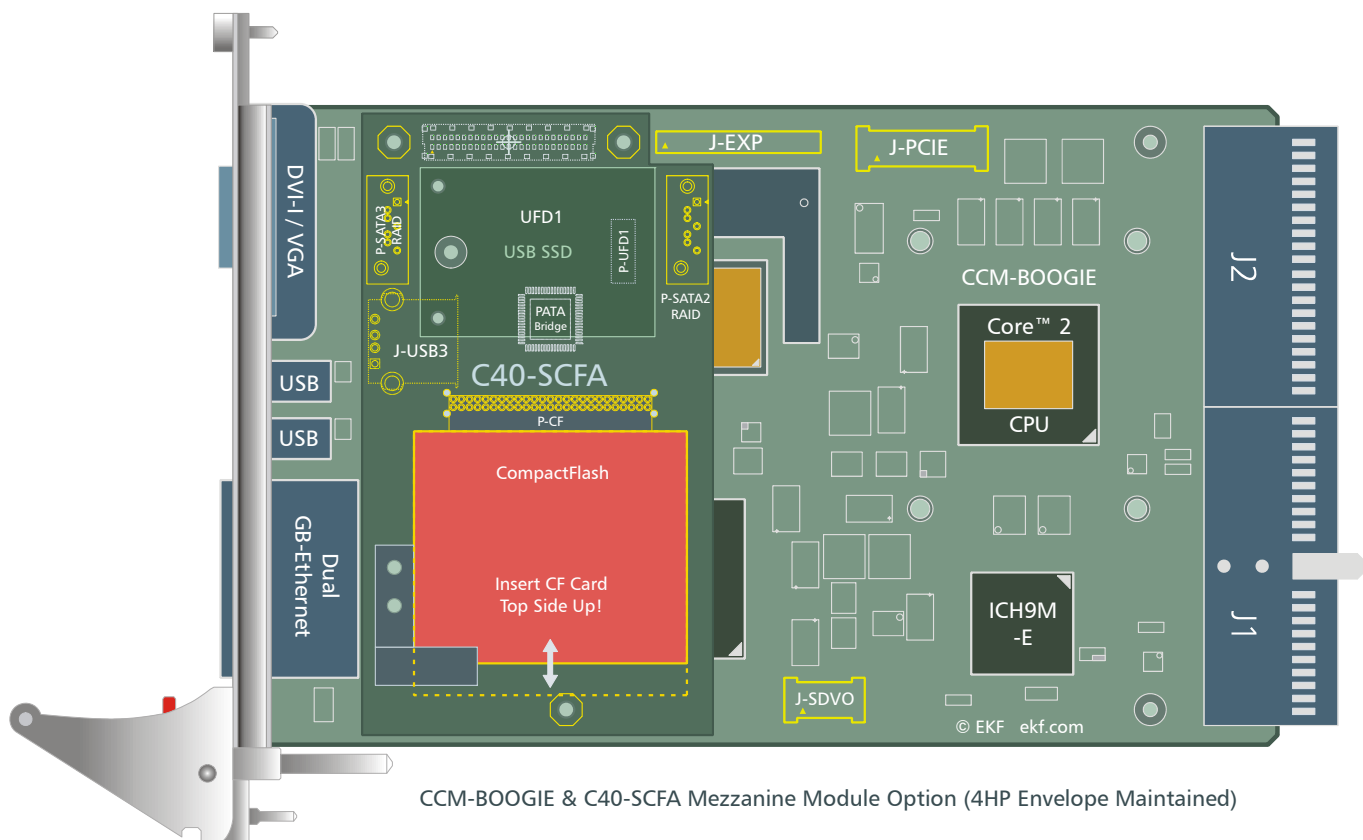 J-EXP
J-PCIE
DVI-I / VGA
P-SATA3
RAID
UFD1
USB SSD
P-UFD1
P-SATA2
RAID
PATA
Bridge
J-USB3
C40-SCFA
P-CF
CCM-BOOGIE
Core™ 2
CPU
J2
USB
USB
CompactFlash
Insert CF Card
Top Side Up!
Dual
GB-Ethernet
ICH9M
-E
J1
J-SDVO
© EKF ekf.com
CCM-BOOGIE & C40-SCFA Mezzanine Module Option (4HP Envelope Maintained)